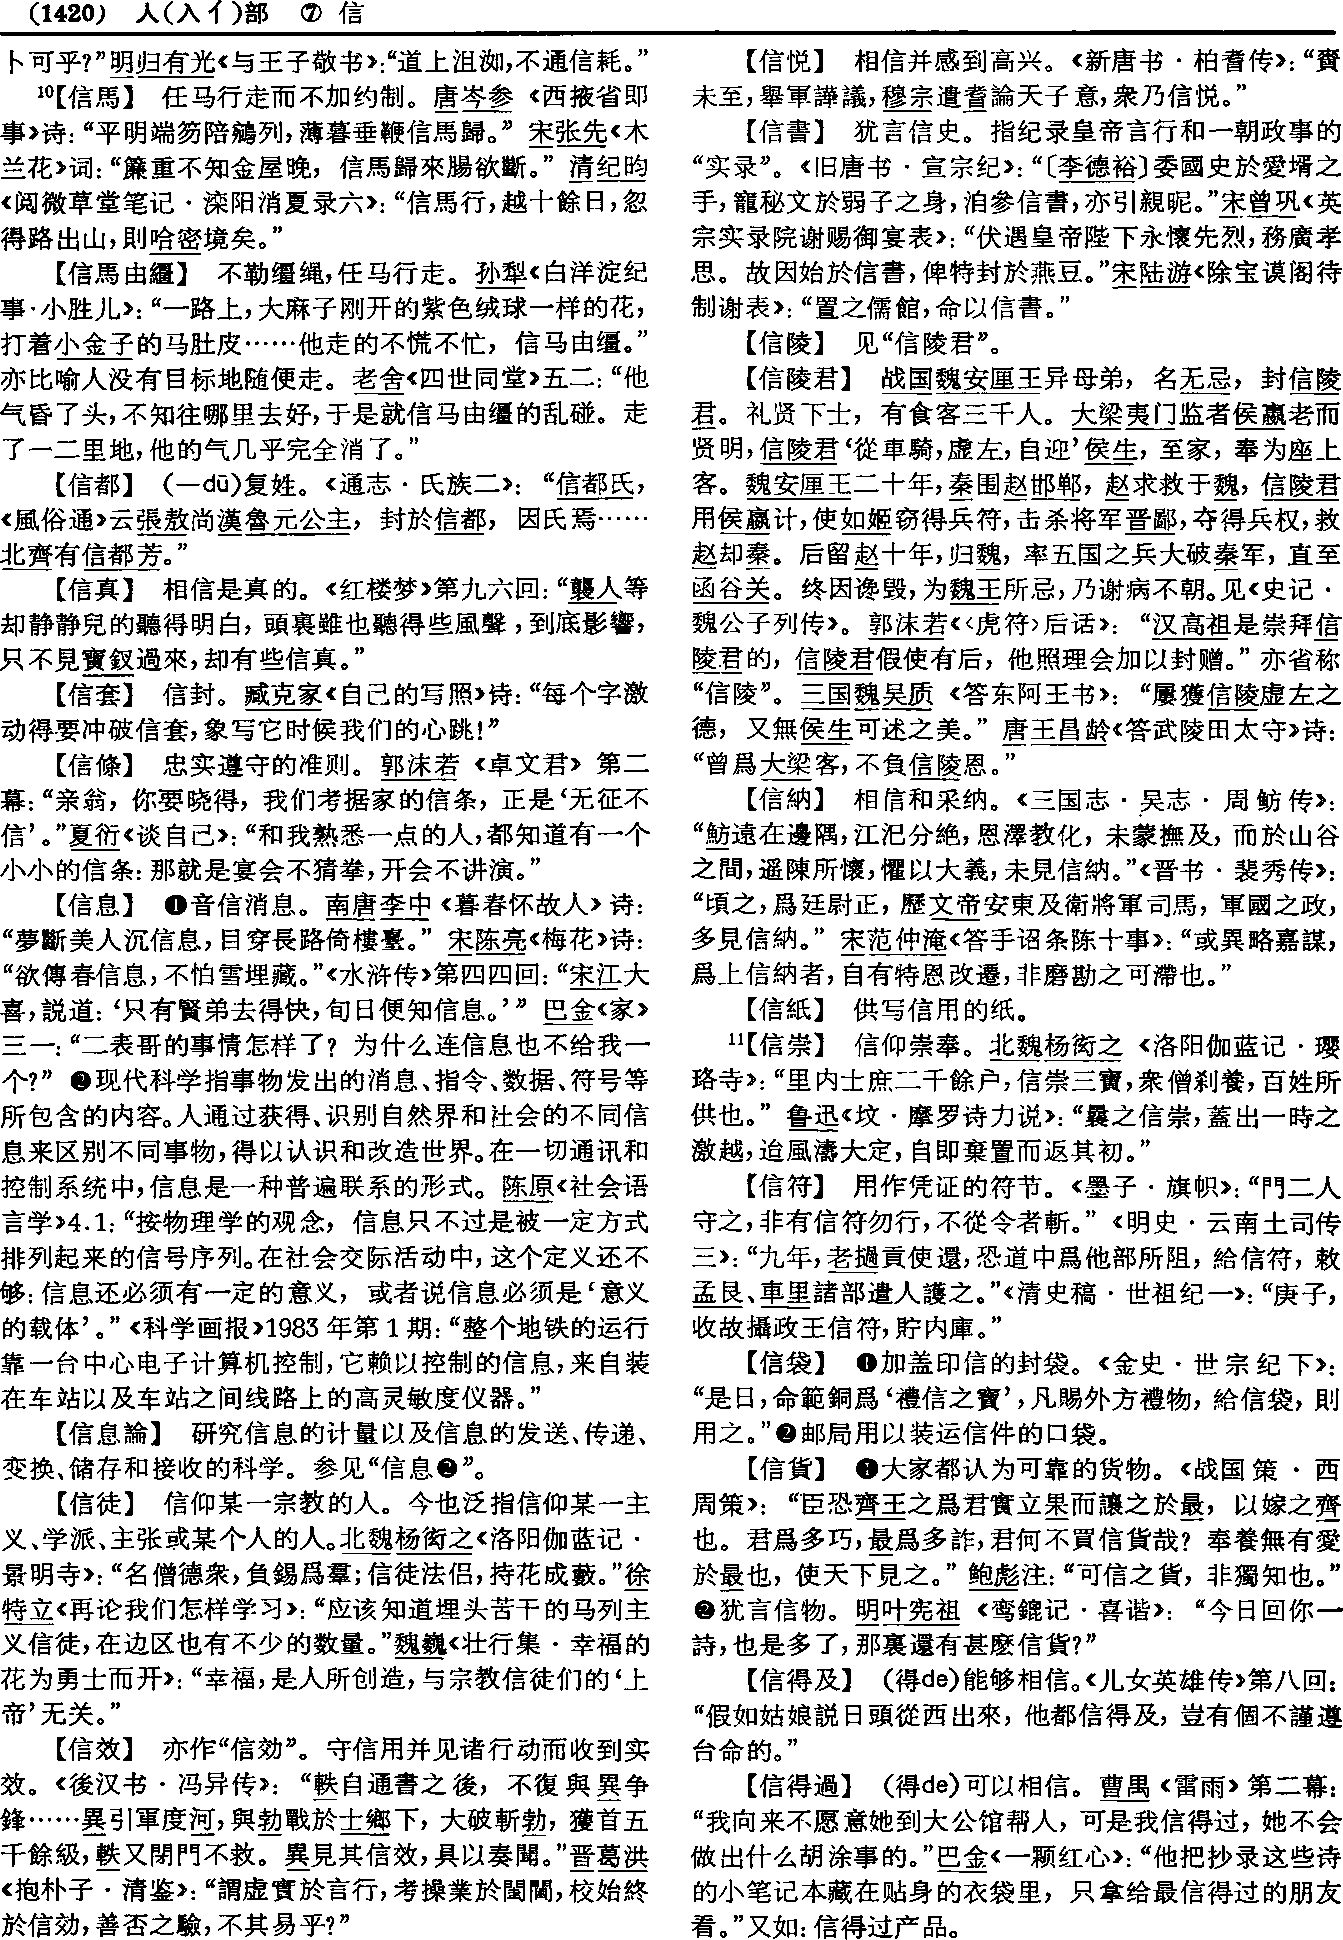 (1420) 人(入亻)部 ⑦ 信
卜可乎?”明归有光《与王子敬书》:“道上沮洳,不通信耗。”
¹⁰【信馬】 任马行走而不加约制。唐岑参《西掖省即
事》诗:“平明端笏陪鵷列,薄暮垂鞭信馬歸。” 宋张先《木
兰花》词:“簾重不知金屋晚, 信馬歸來腸欲斷。” 清纪昀
《阅微草堂笔记·滦阳消夏录六》:“信馬行,越十餘日,忽
得路出山,則哈密境矣。”
【信馬由繮】 不勒缰绳,任马行走。孙犁《白洋淀纪
事·小胜儿》:“一路上,大麻子刚开的紫色绒球一样的花,
打着小金子的马肚皮……他走的不慌不忙, 信马由缰。”
亦比喻人没有目标地随便走。老舍《四世同堂》五二:“他
气昏了头,不知往哪里去好,于是就信马由缰的乱碰。走
了一二里地,他的气几乎完全消了。”
【信都】 (—dū)复姓。《通志·氏族二》: “信都氏,
《風俗通》云張敖尚漢魯元公主, 封於信都, 因氏焉……
北齊有信都芳。”
【信真】 相信是真的。《红楼梦》第九六回:“襲人等
却静静兒的聽得明白,頭裏雖也聽得些風聲,到底影響,
只不見寶釵過來,却有些信真。”
【信套】 信封。臧克家《自己的写照》诗:“每个字激
动得要冲破信套,象写它时候我们的心跳!”
【信條】 忠实遵守的准则。郭沫若《卓文君》第二
幕:“亲翁, 你要晓得, 我们考据家的信条, 正是‘无征不
信’。”夏衍《谈自己》:“和我熟悉一点的人,都知道有一个
小小的信条:那就是宴会不猜拳,开会不讲演。”
【信息】 ❶音信消息。南唐李中《暮春怀故人》诗:
“夢斷美人沉信息,目穿長路倚樓臺。” 宋陈亮《梅花》诗:
“欲傳春信息,不怕雪埋藏。”《水浒传》第四四回:“宋江大
喜,説道:‘只有賢弟去得快,旬日便知信息。’” 巴金《家》
三一:“二表哥的事情怎样了? 为什么连信息也不给我一
个?” ❷现代科学指事物发出的消息、指令、数据、符号等
所包含的内容。人通过获得、识别自然界和社会的不同信
息来区别不同事物,得以认识和改造世界。在一切通讯和
控制系统中,信息是一种普遍联系的形式。陈原《社会语
言学》4.1:“按物理学的观念, 信息只不过是被一定方式
排列起来的信号序列。在社会交际活动中,这个定义还不
够:信息还必须有一定的意义, 或者说信息必须是‘意义
的载体’。”《科学画报》1983年第1期:“整个地铁的运行
靠一台中心电子计算机控制,它赖以控制的信息,来自装
在车站以及车站之间线路上的高灵敏度仪器。”
【信息論】 研究信息的计量以及信息的发送、传递、
变换、储存和接收的科学。参见“信息❷”。
【信徒】 信仰某一宗教的人。今也泛指信仰某一主
义、学派、主张或某个人的人。北魏杨衒之《洛阳伽蓝记·
景明寺》:“名僧德衆,負錫爲羣;信徒法侣,持花成藪。”徐
特立《再论我们怎样学习》:“应该知道埋头苦干的马列主
义信徒,在边区也有不少的数量。”魏巍《壮行集·幸福的
花为勇士而开》:“幸福,是人所创造,与宗教信徒们的‘上
帝’无关。”
【信效】 亦作“信効”。守信用并见诸行动而收到实
效。《後汉书·冯异传》: “軼自通書之後, 不復與異争
鋒……異引軍度河,與勃戰於士鄉下, 大破斬勃, 獲首五
千餘級,軼又閉門不救。異見其信效,具以奏聞。”晋葛洪
《抱朴子·清鉴》:“謂虚實於言行,考操業於閨閫,校始終
於信効,善否之驗,不其易乎?”
【信悦】 相信并感到高兴。《新唐书·柏耆传》:“賫
未至,舉軍譁議,穆宗遣耆諭天子意,衆乃信悦。”
【信書】 犹言信史。指纪录皇帝言行和一朝政事的
“实录”。《旧唐书·宣宗纪》:“〔李德裕〕委國史於愛壻之
手,寵秘文於弱子之身,洎參信書,亦引親昵。”宋曾巩《英
宗实录院谢赐御宴表》:“伏遇皇帝陛下永懷先烈,務廣孝
思。故因始於信書,俾特封於燕豆。”宋陆游《除宝谟阁待
制谢表》:“置之儒館,命以信書。”
【信陵】 见“信陵君”。
【信陵君】 战国魏安厘王异母弟, 名无忌, 封信陵
君。礼贤下士, 有食客三千人。大梁夷门监者侯嬴老而
贤明,信陵君‘從車騎,虚左,自迎’侯生, 至家, 奉为座上
客。魏安厘王二十年,秦围赵邯郸,赵求救于魏,信陵君
用侯嬴计,使如姬窃得兵符,击杀将军晋鄙,夺得兵权,救
赵却秦。后留赵十年,归魏, 率五国之兵大破秦军, 直至
函谷关。终因谗毁,为魏王所忌,乃谢病不朝。见《史记·
魏公子列传》。郭沫若《〈虎符〉后话》: “汉高祖是崇拜信
陵君的, 信陵君假使有后, 他照理会加以封赠。” 亦省称
“信陵”。三国魏吴质《答东阿王书》: “屢獲信陵虚左之
德, 又無侯生可述之美。” 唐王昌龄《答武陵田太守》诗:
“曾爲大梁客,不負信陵恩。”
【信納】 相信和采纳。《三国志·吴志·周鲂传》:
“魴遠在邊隅,江汜分絶,恩澤教化, 未蒙撫及, 而於山谷
之間,遥陳所懷,懼以大義,未見信納。”《晋书·裴秀传》:
“頃之,爲廷尉正, 歷文帝安東及衛將軍司馬, 軍國之政,
多見信納。” 宋范仲淹《答手诏条陈十事》:“或異略嘉謀,
爲上信納者,自有特恩改遷,非磨勘之可滯也。”
【信紙】 供写信用的纸。
¹¹【信崇】 信仰崇奉。北魏杨衒之《洛阳伽蓝记·璎
珞寺》:“里内士庶二千餘户,信崇三寶,衆僧刹養,百姓所
供也。” 鲁迅《坟·摩罗诗力说》:“曩之信崇,蓋出一時之
激越,迨風濤大定,自即棄置而返其初。”
【信符】 用作凭证的符节。《墨子·旗帜》:“門二人
守之,非有信符勿行,不從令者斬。” 《明史·云南土司传
三》:“九年,老撾貢使還,恐道中爲他部所阻,給信符,敕
孟艮、車里諸部遣人護之。”《清史稿·世祖纪一》:“庚子,
收故攝政王信符,貯内庫。”
【信袋】 ❶加盖印信的封袋。《金史·世宗纪下》:
“是日,命範銅爲‘禮信之寶’,凡賜外方禮物,給信袋,則
用之。”❷邮局用以装运信件的口袋。
【信貨】 ❶大家都认为可靠的货物。《战国策·西
周策》: “臣恐齊王之爲君實立果而讓之於最, 以嫁之齊
也。君爲多巧,最爲多詐,君何不買信貨哉? 奉養無有愛
於最也, 使天下見之。” 鲍彪注:“可信之貨, 非獨知也。”
❷犹言信物。明叶宪祖《鸾鎞记·喜谐》: “今日回你一
詩,也是多了,那裏還有甚麽信貨?”
【信得及】 (得de)能够相信。《儿女英雄传》第八回:
“假如姑娘説日頭從西出來, 他都信得及, 豈有個不謹遵
台命的。”
【信得過】 (得de)可以相信。曹禺《雷雨》第二幕:
“我向来不愿意她到大公馆帮人, 可是我信得过, 她不会
做出什么胡涂事的。”巴金《一颗红心》:“他把抄录这些诗
的小笔记本藏在贴身的衣袋里, 只拿给最信得过的朋友
看。”又如:信得过产品。